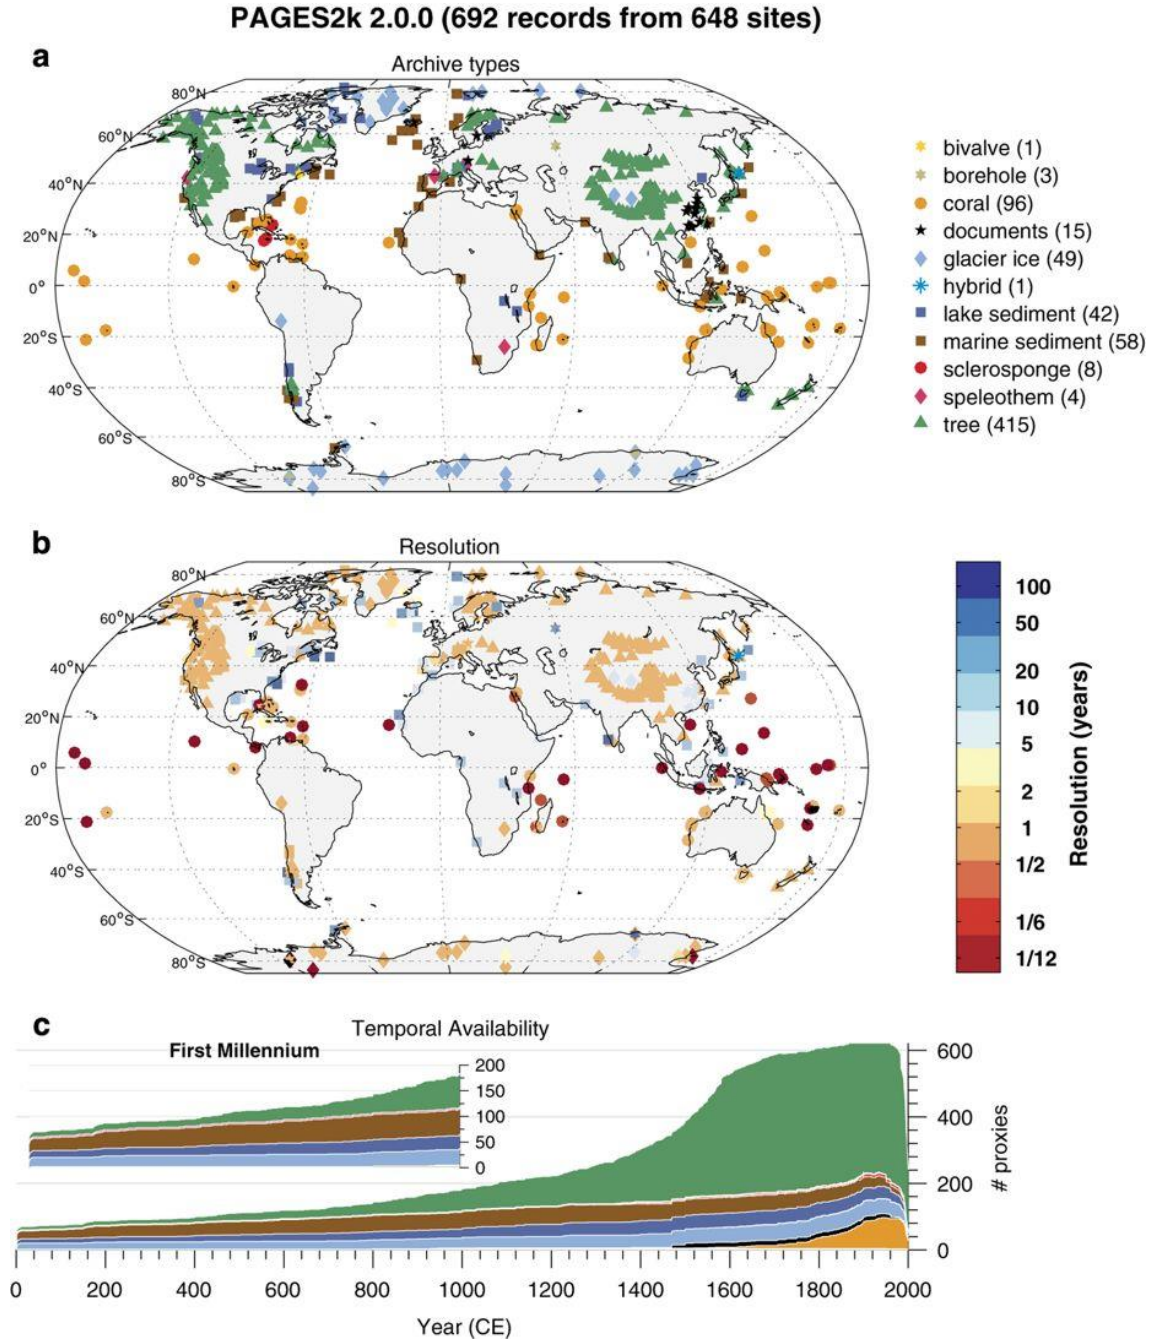 PAGES2k 2.0.0 (692 records from 648 sites)
a
Archive types
80°N
60°N
40°N
20°N
0°
20°S
40°S
60°S
80°S
bivalve (1)
borehole (3)
coral (96)
documents (15)
glacier ice (49)
hybrid (1)
lake sediment (42)
marine sediment (58)
sclerosponge (8)
speleothem (4)
tree (415)
b
Resolution
80°N
60°N
40°N
20°N
0°
20°S
40°S
60°S
80°S
100
50
20
10
5
2
1
1/2
1/6
1/12
Resolution (years)
c
Temporal Availability
First Millennium
200
150
100
50
0
600
400
200
0
# proxies
0 200 400 600 800 1000 1200 1400 1600 1800 2000
Year (CE)